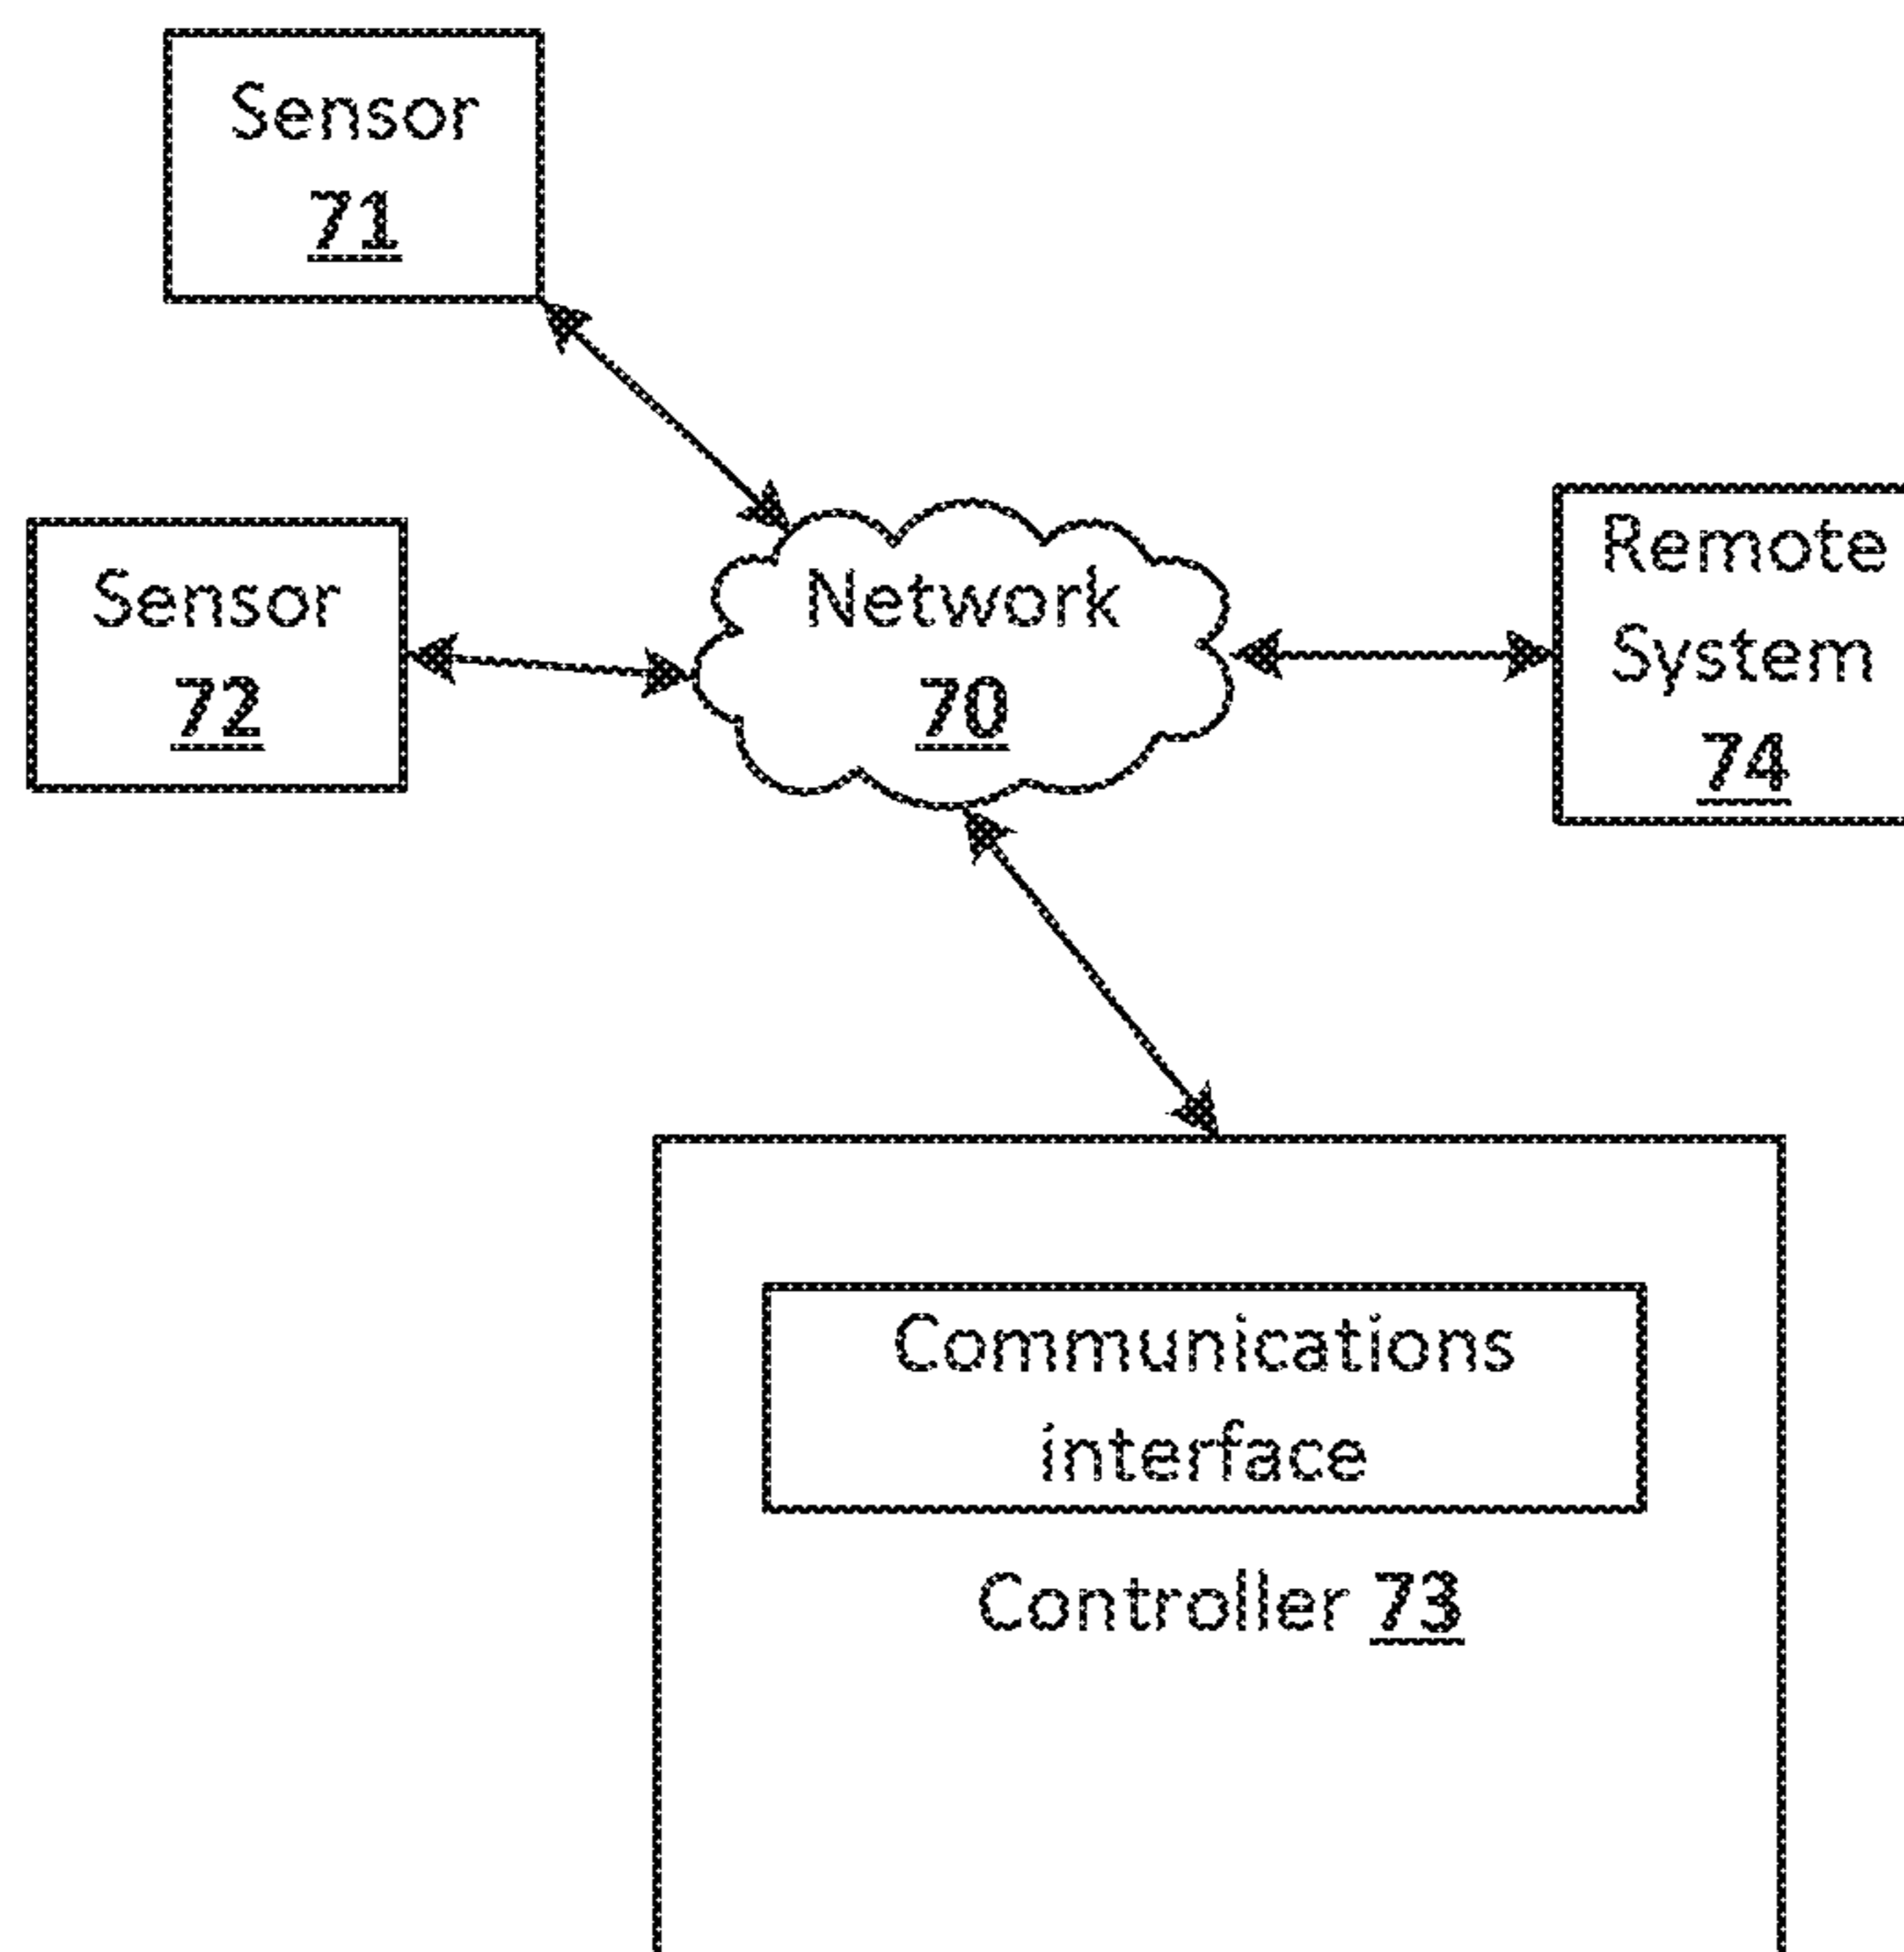 Sensor
71
Sensor
72
Network
70
Remote
System
74
Communications
interface
Controller 73